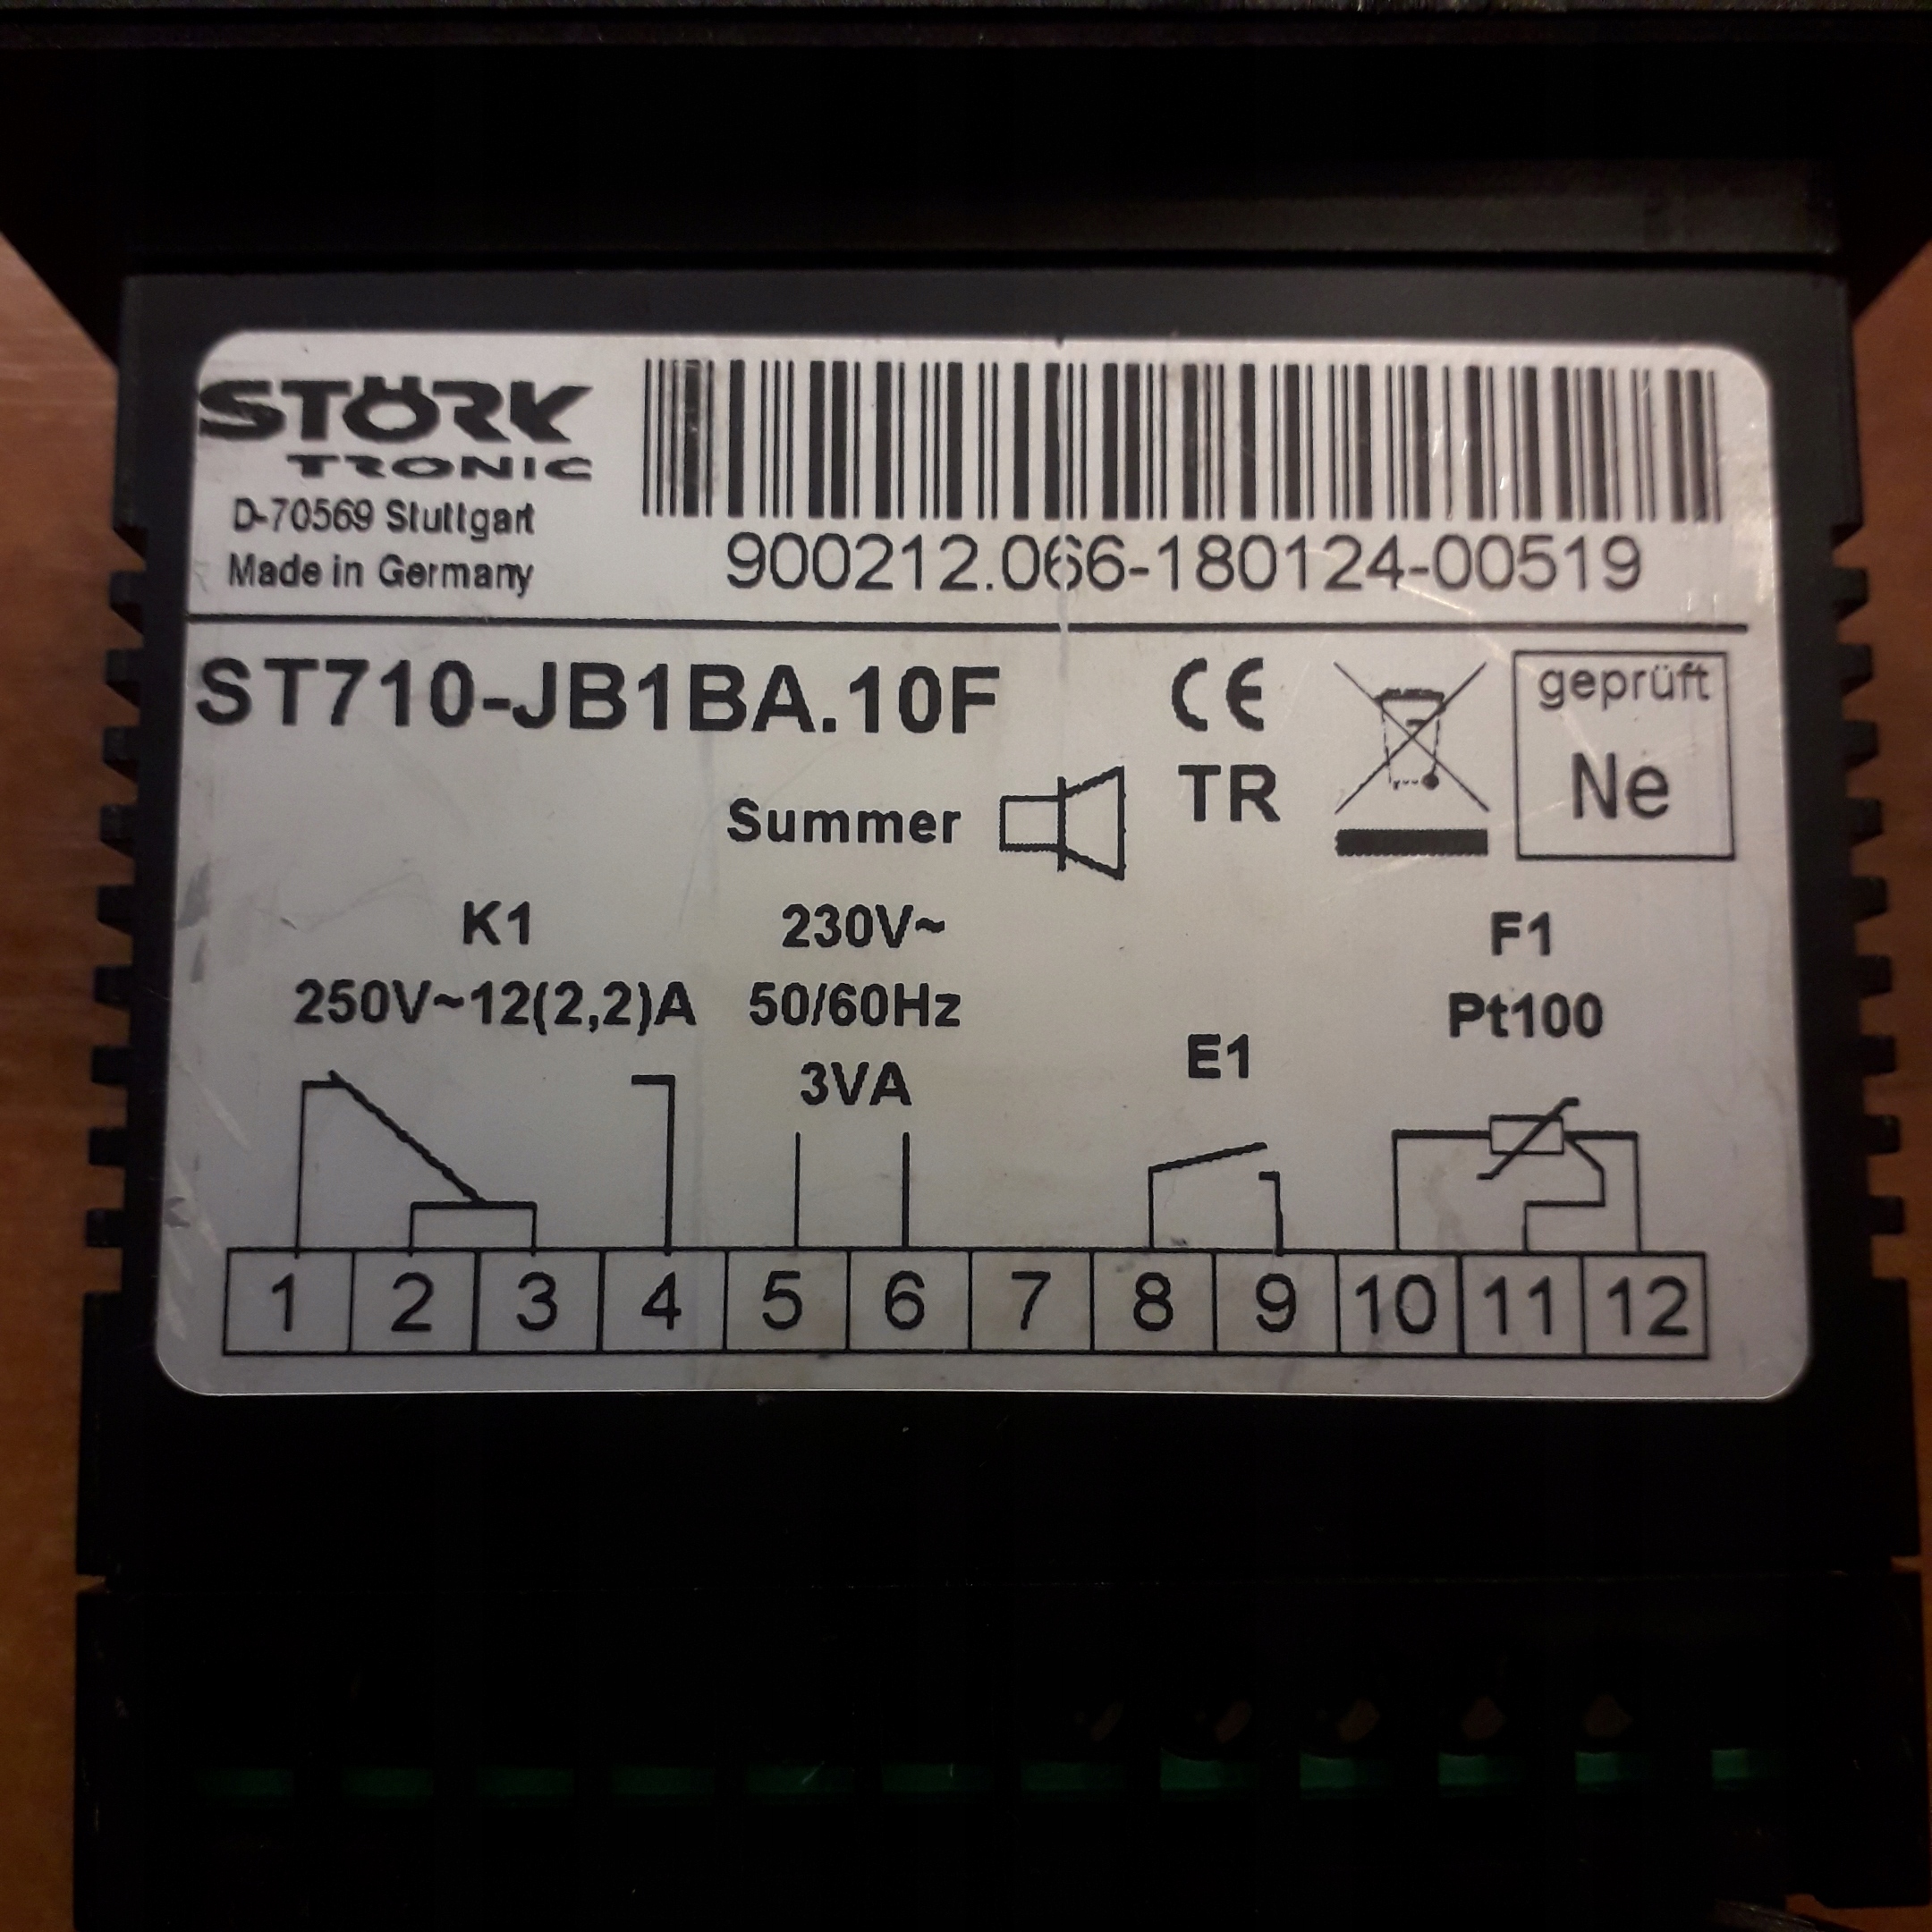 STÖRK
TRONIC
D-70569 Stuttgart
Made in Germany
900212.066-180124-00519
ST710-JB1BA.10F
CE
TR
geprüft
Ne
Summer
K1
250V~12(2,2)A
230V~
50/60Hz
3VA
E1
F1
Pt100
1 2 3 4 5 6 7 8 9 10 11 12